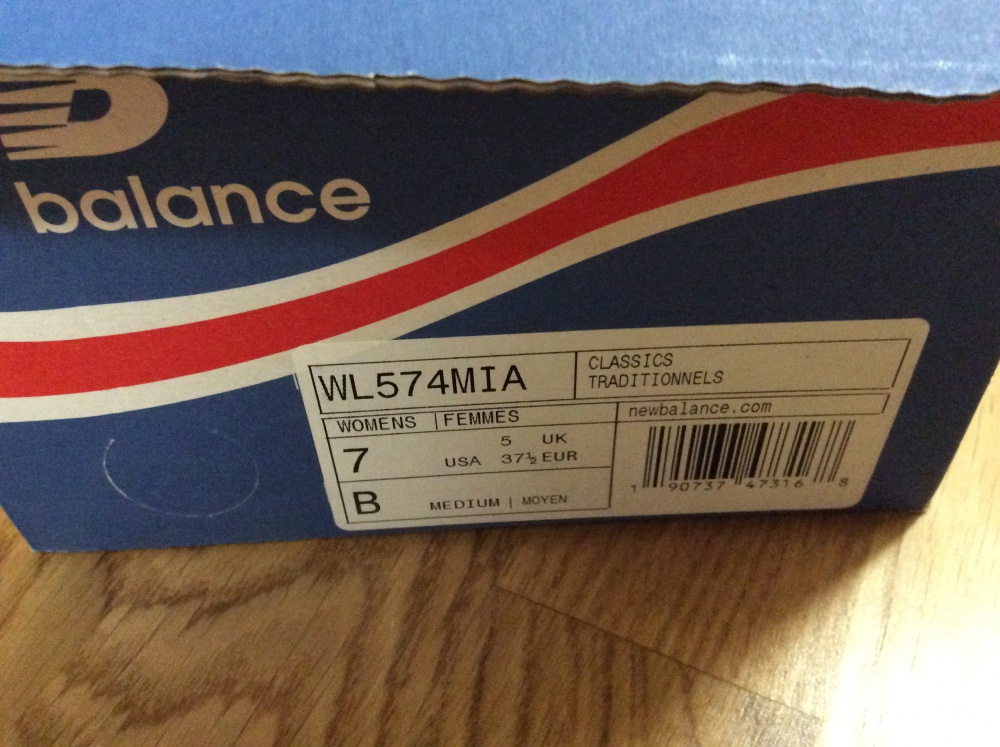 balance
WL574MIA
CLASSICS
TRADITIONNELS
WOMENS | FEMMES
newbalance.com
7 USA 5 UK
37½ EUR
B MEDIUM | MOYEN
1 90737 47316 8